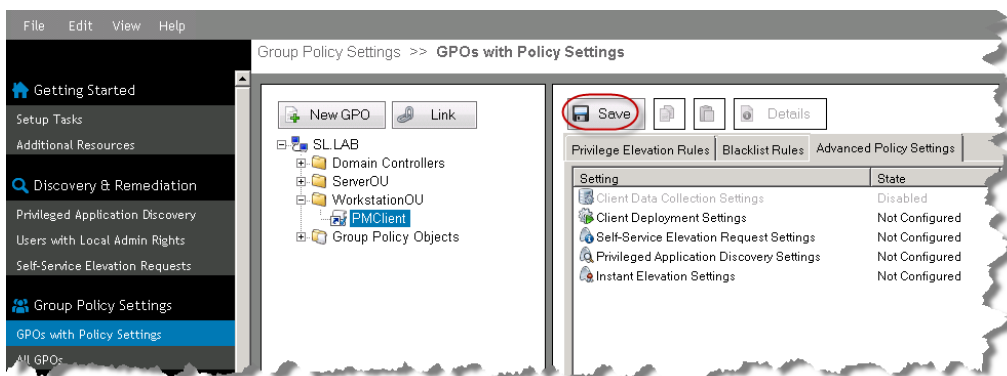 File Edit View Help
Group Policy Settings >> GPOs with Policy Settings
Getting Started
Setup Tasks
Additional Resources
Discovery & Remediation
Privileged Application Discovery
Users with Local Admin Rights
Self-Service Elevation Requests
Group Policy Settings
GPOs with Policy Settings
All GPOs
New GPO Link
SL.LAB
Domain Controllers
ServerOU
WorkstationOU
PMClient
Group Policy Objects
Save Details
Privilege Elevation Rules Blacklist Rules Advanced Policy Settings
Setting State
Client Data Collection Settings Disabled
Client Deployment Settings Not Configured
Self-Service Elevation Request Settings Not Configured
Privileged Application Discovery Settings Not Configured
Instant Elevation Settings Not Configured